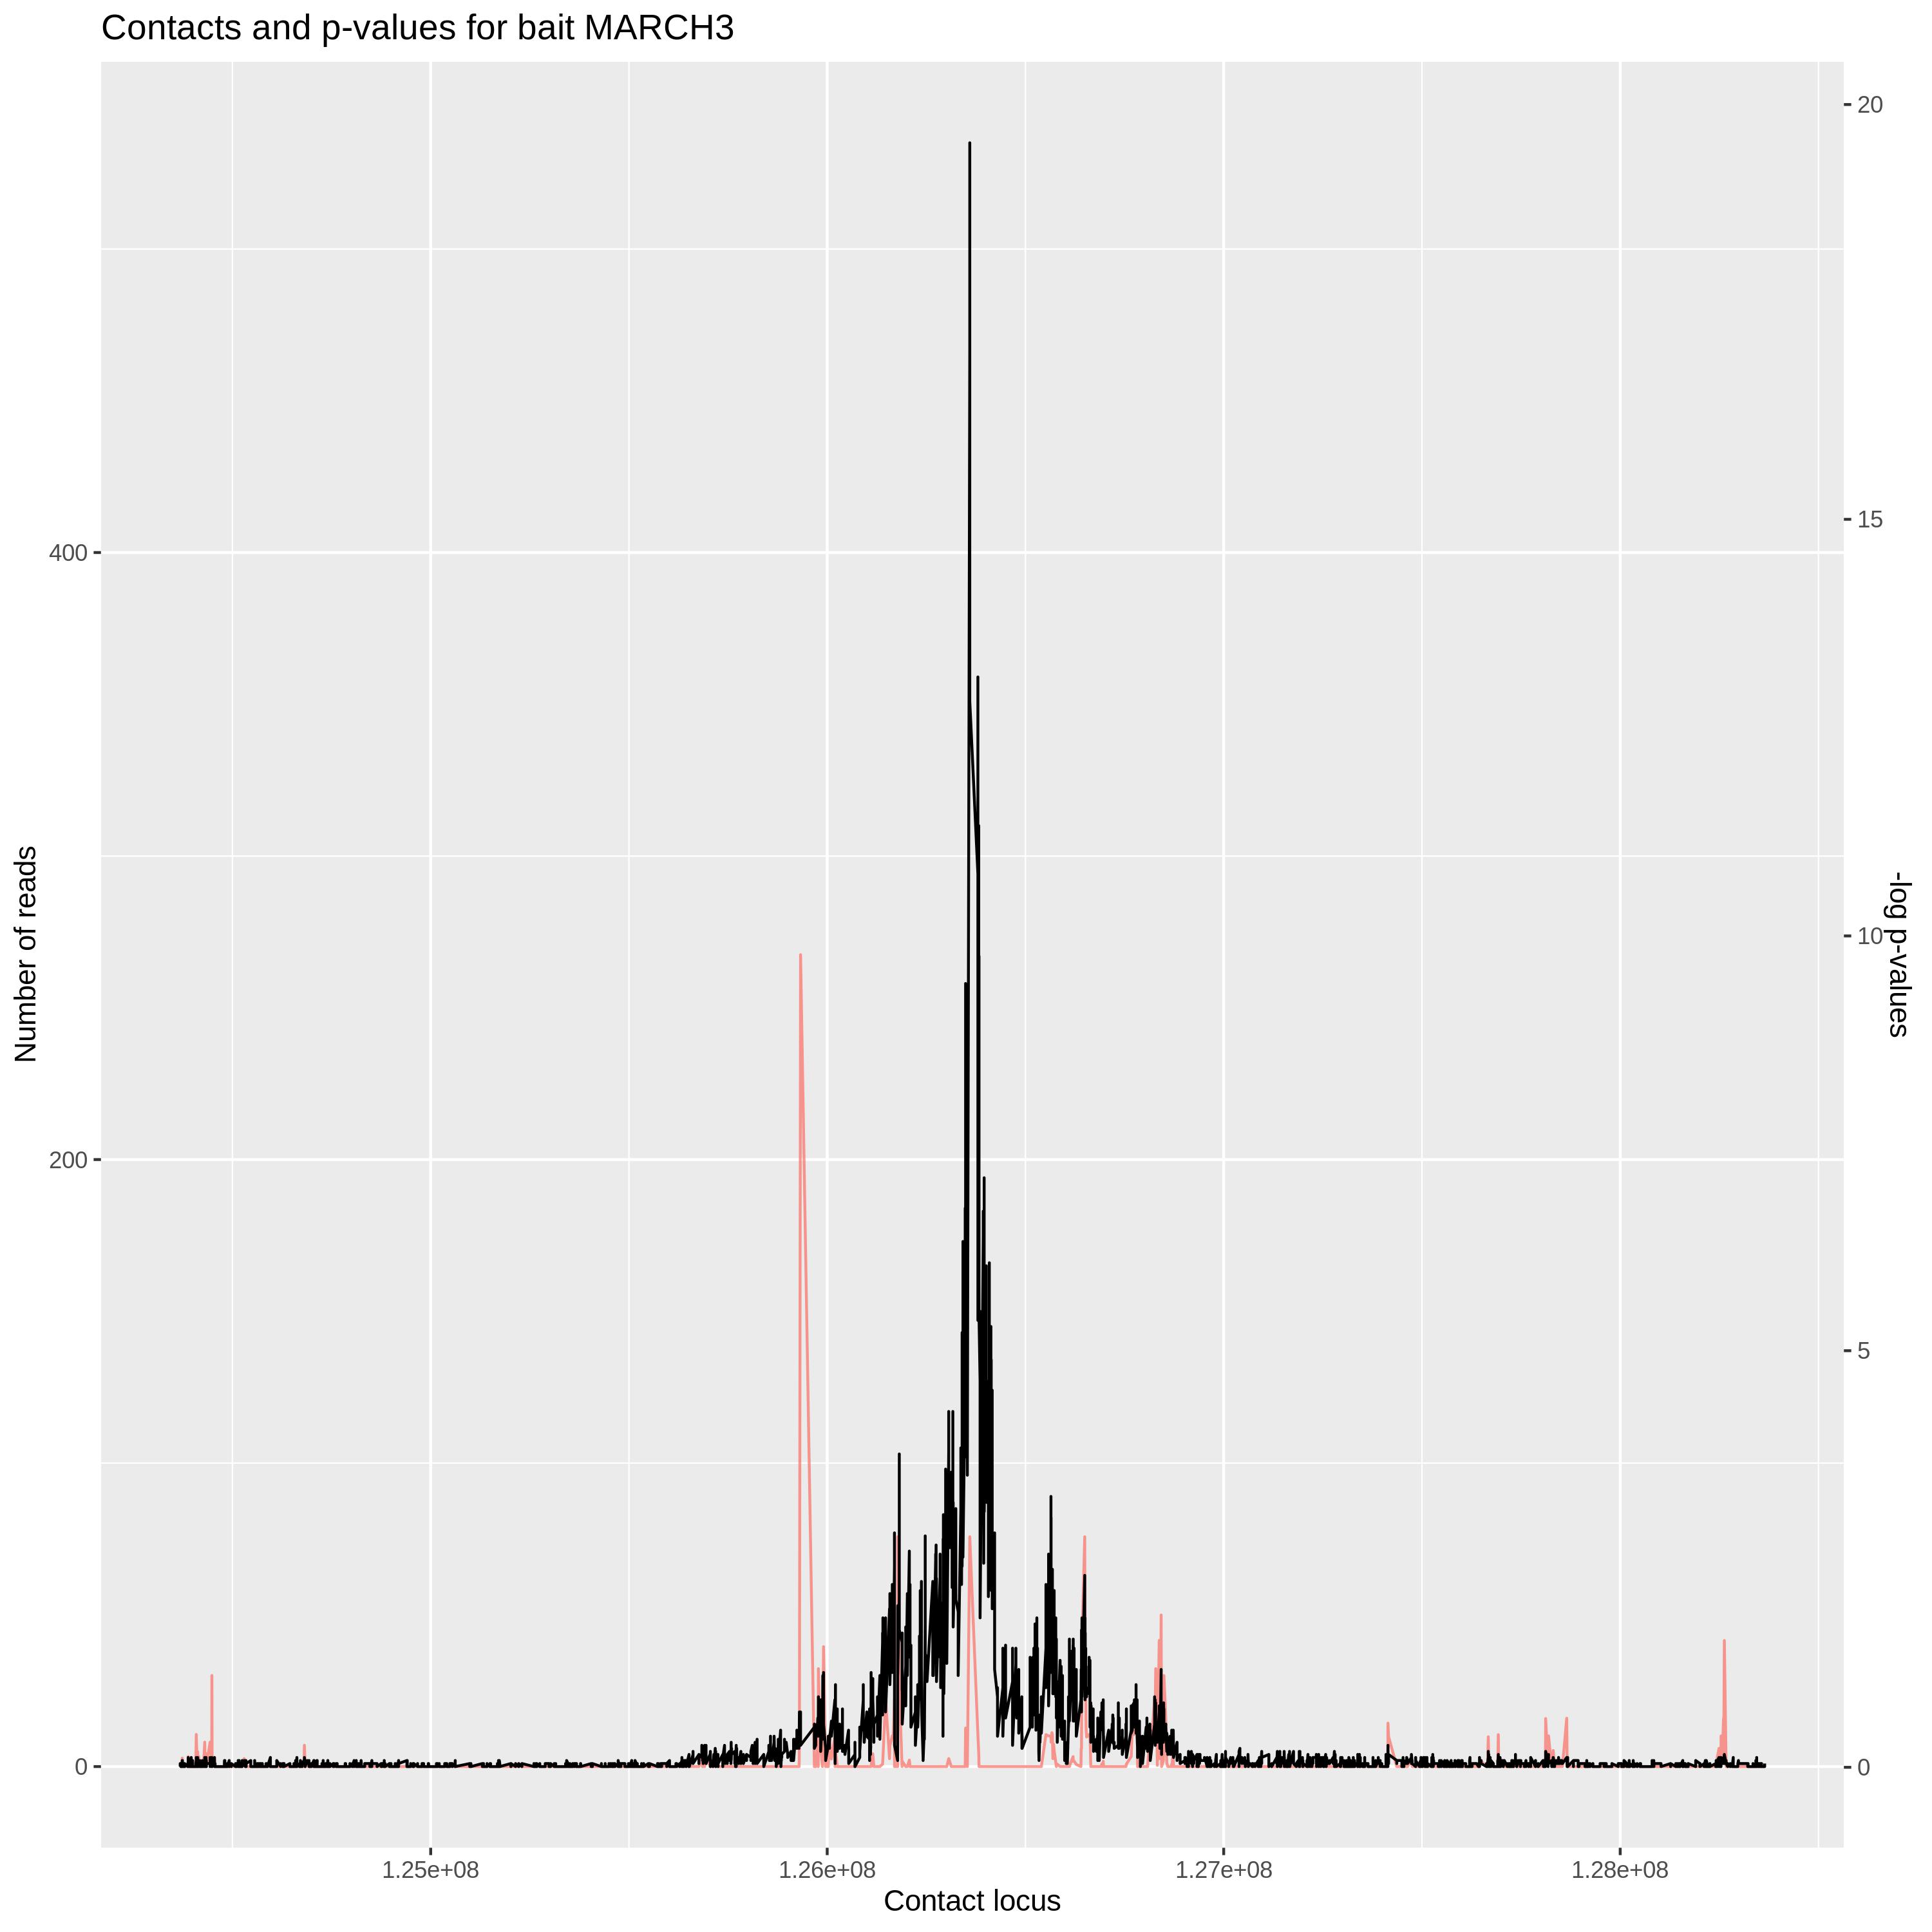 Contacts and p-values for bait MARCH3
Number of reads
400
200
0
20
15
10
5
0
-log p-values
1.25e+08
1.26e+08
1.27e+08
1.28e+08
Contact locus